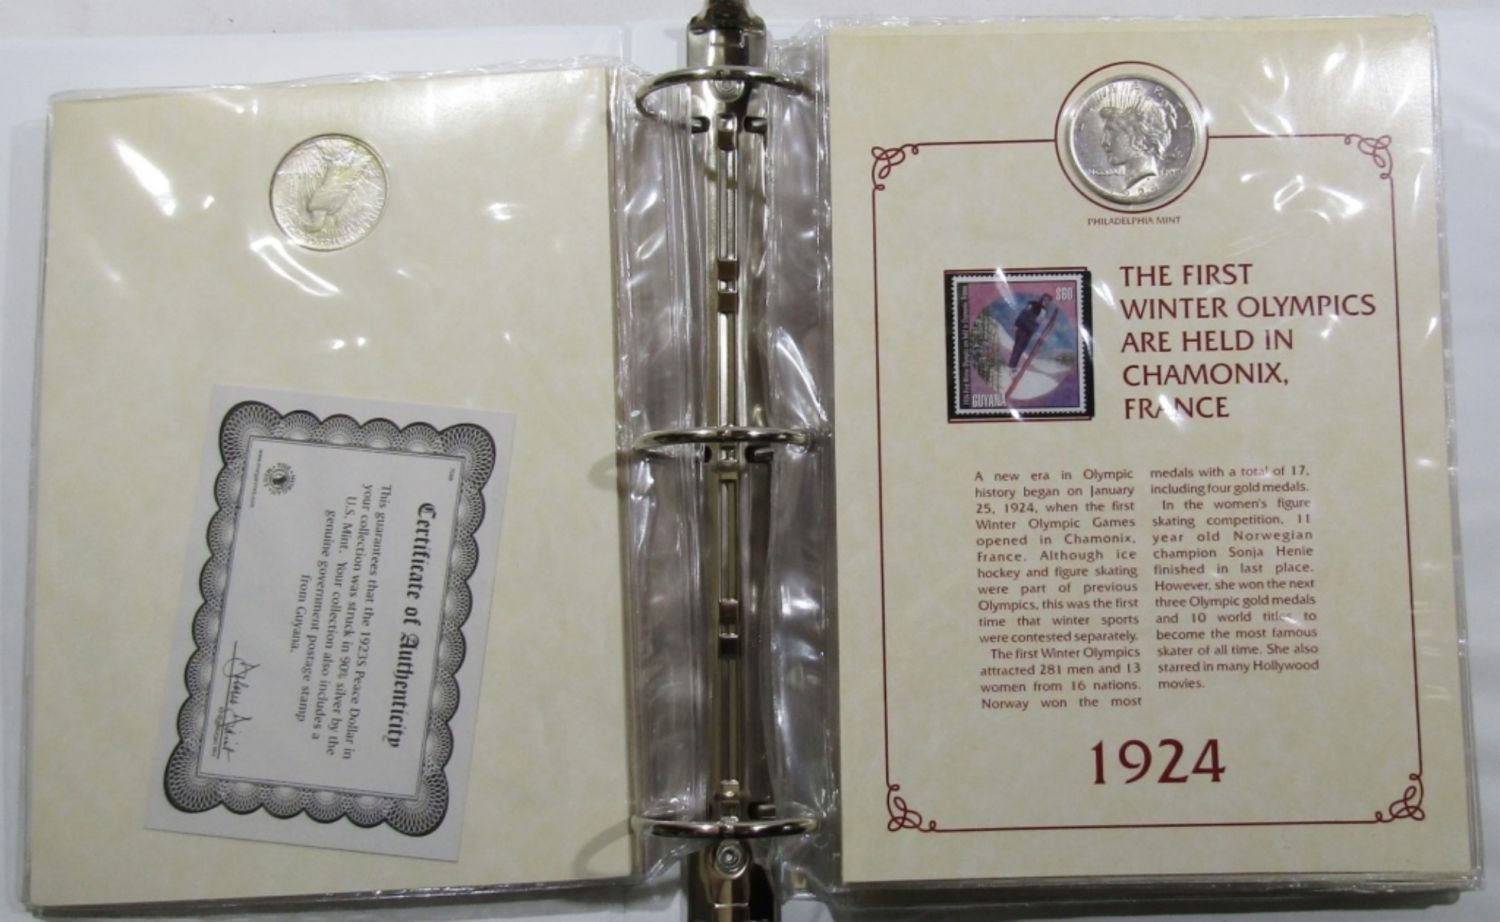 Certificate of Authenticity
This guarantees that the 1923S Peace Dollar in
your collection was struck in 90% silver by the
U.S. Mint. Your collection also includes a
genuine government postage stamp
from Guyana.
PHILADELPHIA MINT
$60
GUYANA
THE FIRST
WINTER OLYMPICS
ARE HELD IN
CHAMONIX,
FRANCE
A new era in Olympic
history began on January
25, 1924, when the first
Winter Olympic Games
opened in Chamonix,
France. Although ice
hockey and figure skating
were part of previous
Olympics, this was the first
time that winter sports
were contested separately.
The first Winter Olympics
attracted 281 men and 13
women from 16 nations.
Norway won the most
medals with a total of 17,
including four gold medals.
In the women's figure
skating competition, 11
year old Norwegian
champion Sonja Henie
finished in last place.
However, she won the next
three Olympic gold medals
and 10 world titles to
become the most famous
skater of all time. She also
starred in many Hollywood
movies.
1924